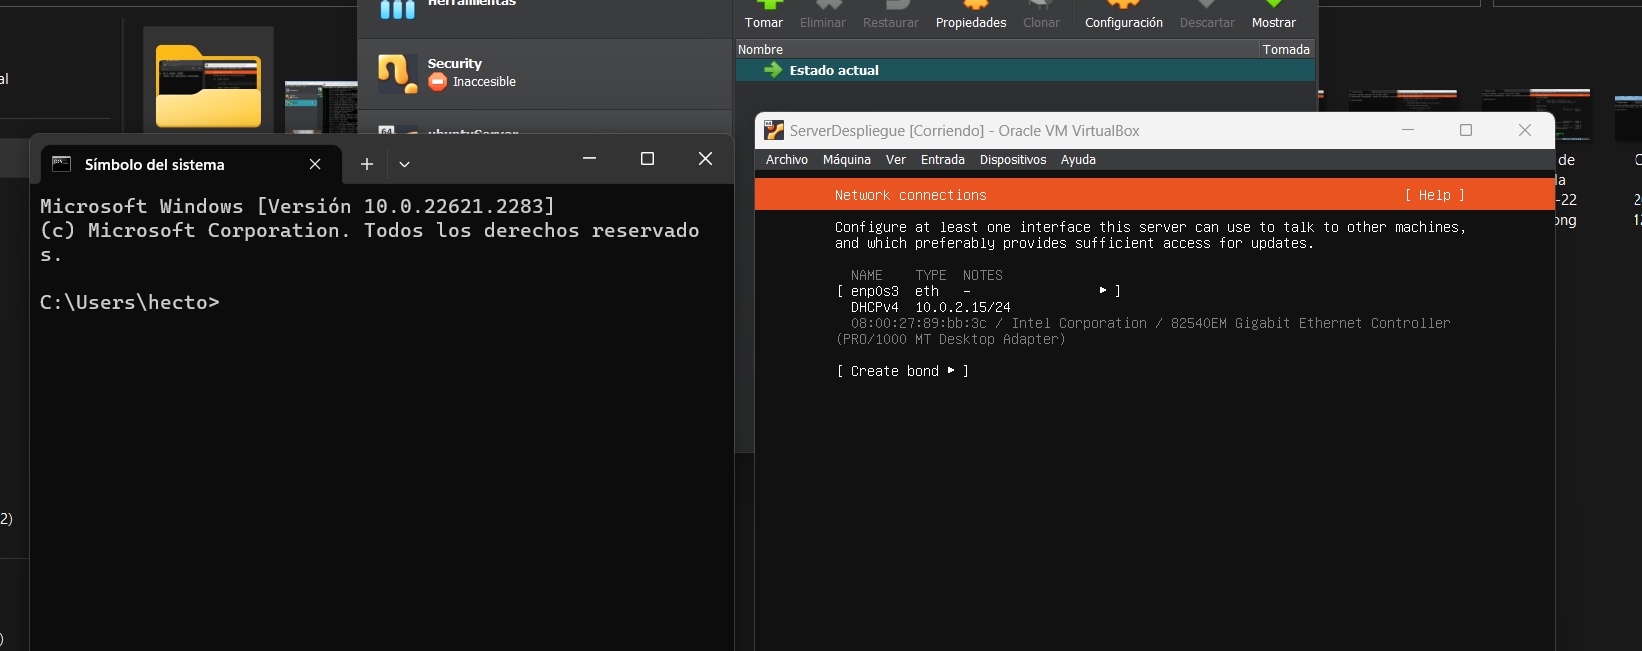 Herramientas
Tomar Eliminar Restaurar Propiedades Clonar Configuración Descartar Mostrar
Nombre Tomada
Estado actual
Security
Inaccesible
64 ubuntuServer
al
Símbolo del sistema
Microsoft Windows [Versión 10.0.22621.2283]
(c) Microsoft Corporation. Todos los derechos reservado
s.
C:\Users\hecto>
2)
)
ServerDespliegue [Corriendo] - Oracle VM VirtualBox
Archivo Máquina Ver Entrada Dispositivos Ayuda
Network connections [ Help ]
Configure at least one interface this server can use to talk to other machines,
and which preferably provides sufficient access for updates.
NAME TYPE NOTES
[ enp0s3 eth - ▸ ]
DHCPv4 10.0.2.15/24
08:00:27:89:bb:3c / Intel Corporation / 82540EM Gigabit Ethernet Controller
(PRO/1000 MT Desktop Adapter)
[ Create bond ▸ ]
de
la
-22
ong